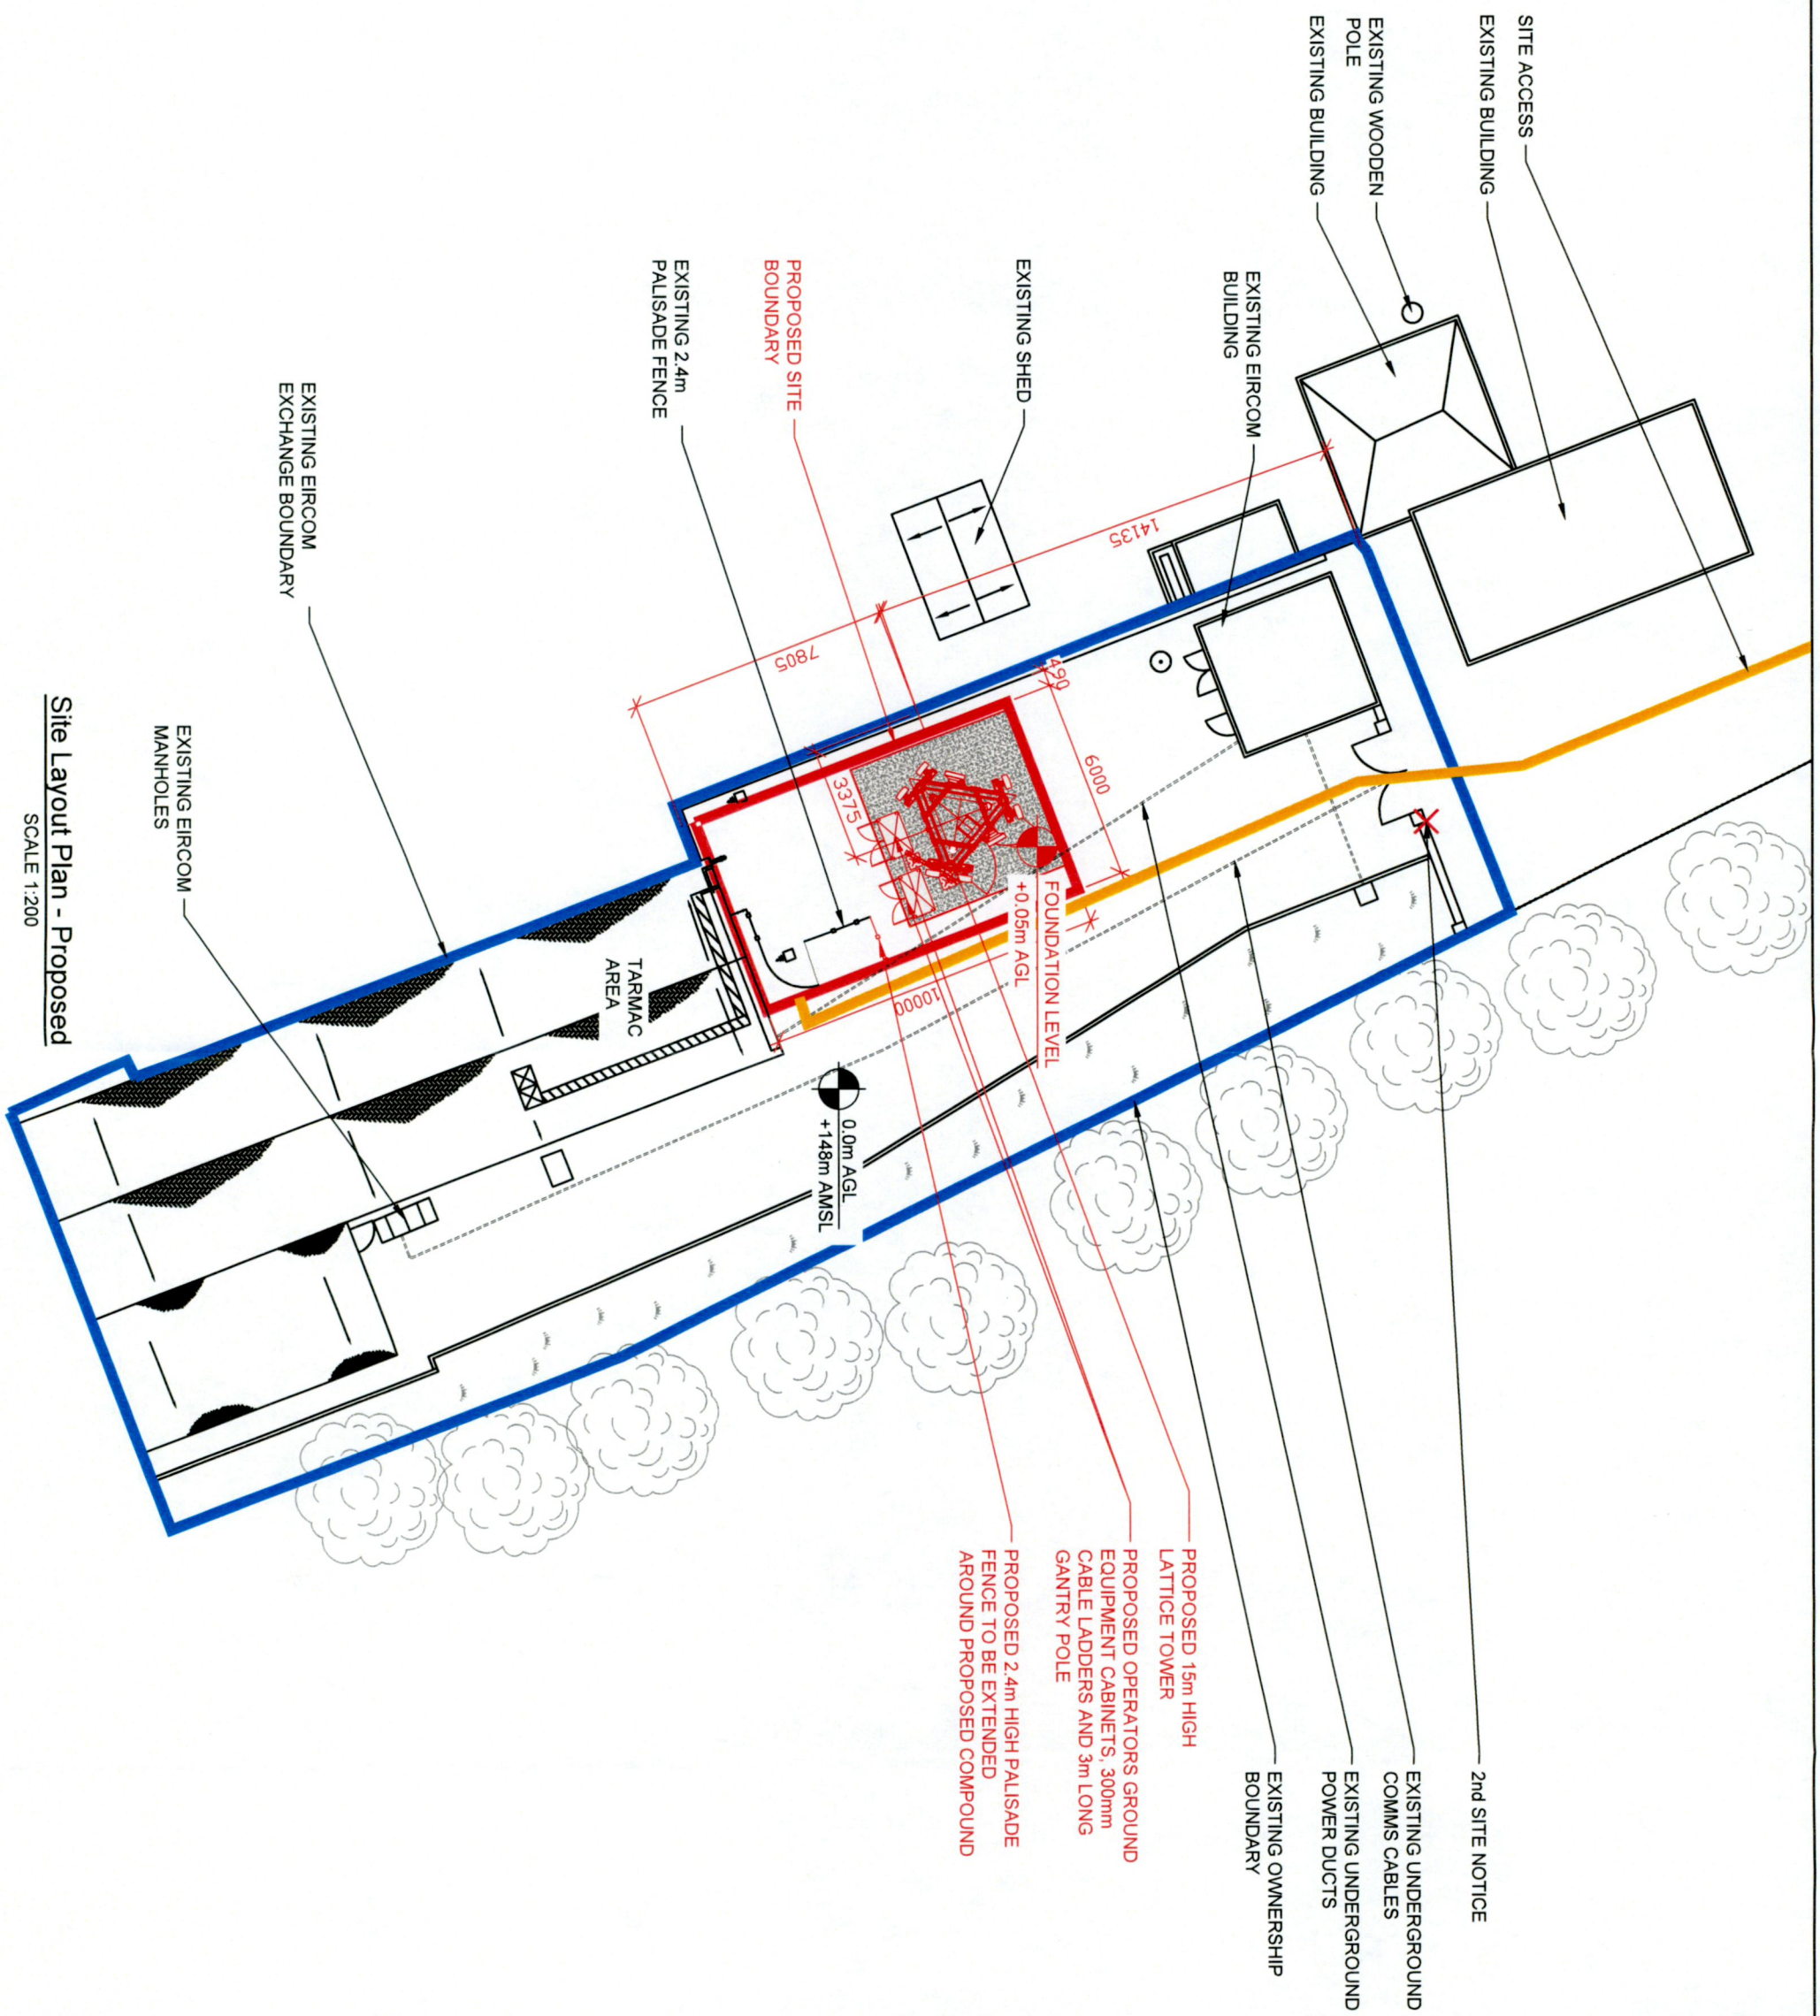 SITE ACCESS
EXISTING BUILDING
EXISTING WOODEN
POLE
EXISTING BUILDING
EXISTING EIRCOM
BUILDING
EXISTING SHED
PROPOSED SITE
BOUNDARY
EXISTING 2.4m
PALISADE FENCE
EXISTING EIRCOM
EXCHANGE BOUNDARY
EXISTING EIRCOM
MANHOLES
14135
7805
490
6000
3375
10000
FOUNDATION LEVEL
+0.05m AGL
TARMAC
AREA
0.0m AGL
+148m AMSL
2nd SITE NOTICE
EXISTING UNDERGROUND
COMMS CABLES
EXISTING UNDERGROUND
POWER DUCTS
EXISTING OWNERSHIP
BOUNDARY
PROPOSED 15m HIGH
LATTICE TOWER
PROPOSED OPERATORS GROUND
EQUIPMENT CABINETS, 300mm
CABLE LADDERS AND 3m LONG
GANTRY POLE
PROPOSED 2.4m HIGH PALISADE
FENCE TO BE EXTENDED
AROUND PROPOSED COMPOUND
Site Layout Plan - Proposed
SCALE 1:200